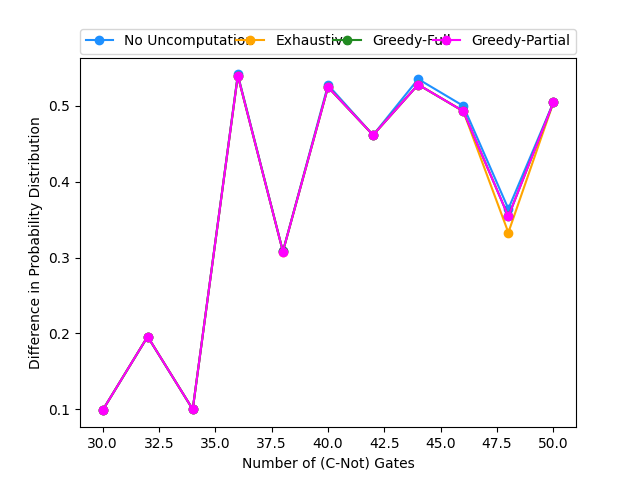 No Uncomputation Exhaustive Greedy-Full Greedy-Partial
Difference in Probability Distribution
0.5
0.4
0.3
0.2
0.1
30.0 32.5 35.0 37.5 40.0 42.5 45.0 47.5 50.0
Number of (C-Not) Gates